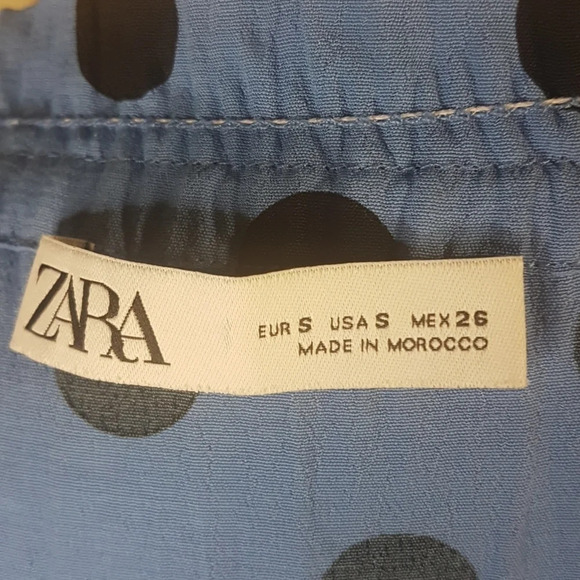 ZARA
EUR S USA S MEX 26
MADE IN MOROCCO